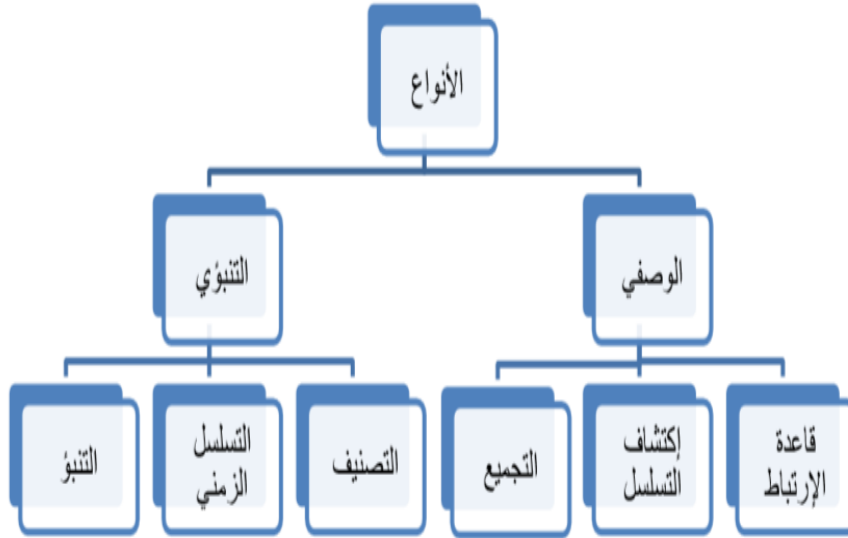 الأنواع
الوصفي
التنبؤي
قاعدة
الإرتباط
إكتشاف
التسلسل
التجميع
التصنيف
التسلسل
الزمني
التنبؤ